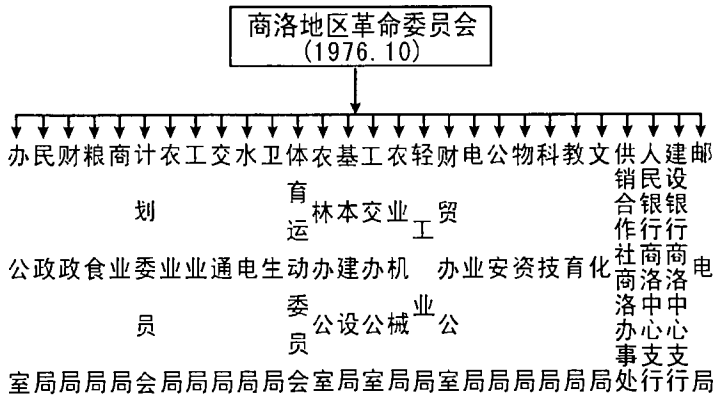 商洛地区革命委员会
(1976.10)
办公室
民政局
财政局
粮食局
商业局
计划委员会
农业局
工业局
交通局
水电局
卫生局
体育运动委员会
农林办公室
基本建设局
工交办公室
农业机械局
轻工业局
财贸办公室
电业局
公安局
物资局
科技局
教育局
文化局
供销合作社商洛办事处
人民银行商洛中心支行
建设银行商洛中心支行
邮电局